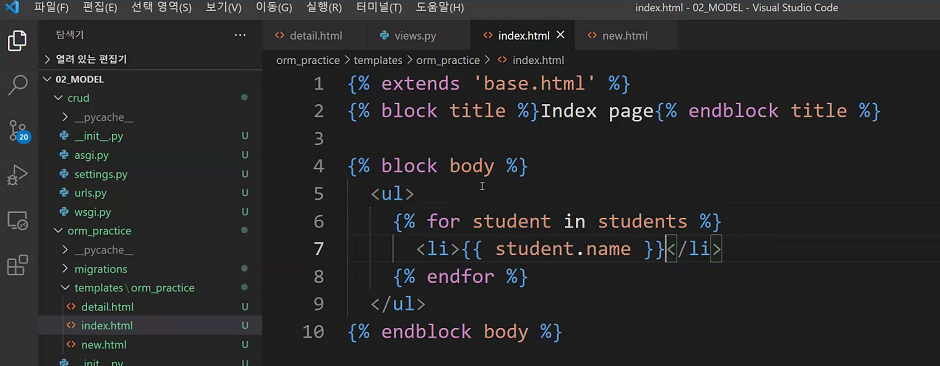 파일(F) 편집(E) 선택 영역(S) 보기(V) 이동(G) 실행(R) 터미널(T) 도움말(H) index.html - 02_MODEL - Visual Studio Code
탐색기 ...
detail.html views.py index.html new.html
열려 있는 편집기
orm_practice > templates > orm_practice > index.html
02_MODEL
crud
__pycache__
__init__.py U
asgi.py U
settings.py U
urls.py U
wsgi.py U
orm_practice
__pycache__
migrations
templates \ orm_practice
detail.html U
index.html U
new.html U
__init__.py U
20
1 {% extends 'base.html' %}
2 {% block title %}Index page{% endblock title %}
3
4 {% block body %}
5 <ul>
6 {% for student in students %}
7 <li>{{ student.name }}</li>
8 {% endfor %}
9 </ul>
10 {% endblock body %}